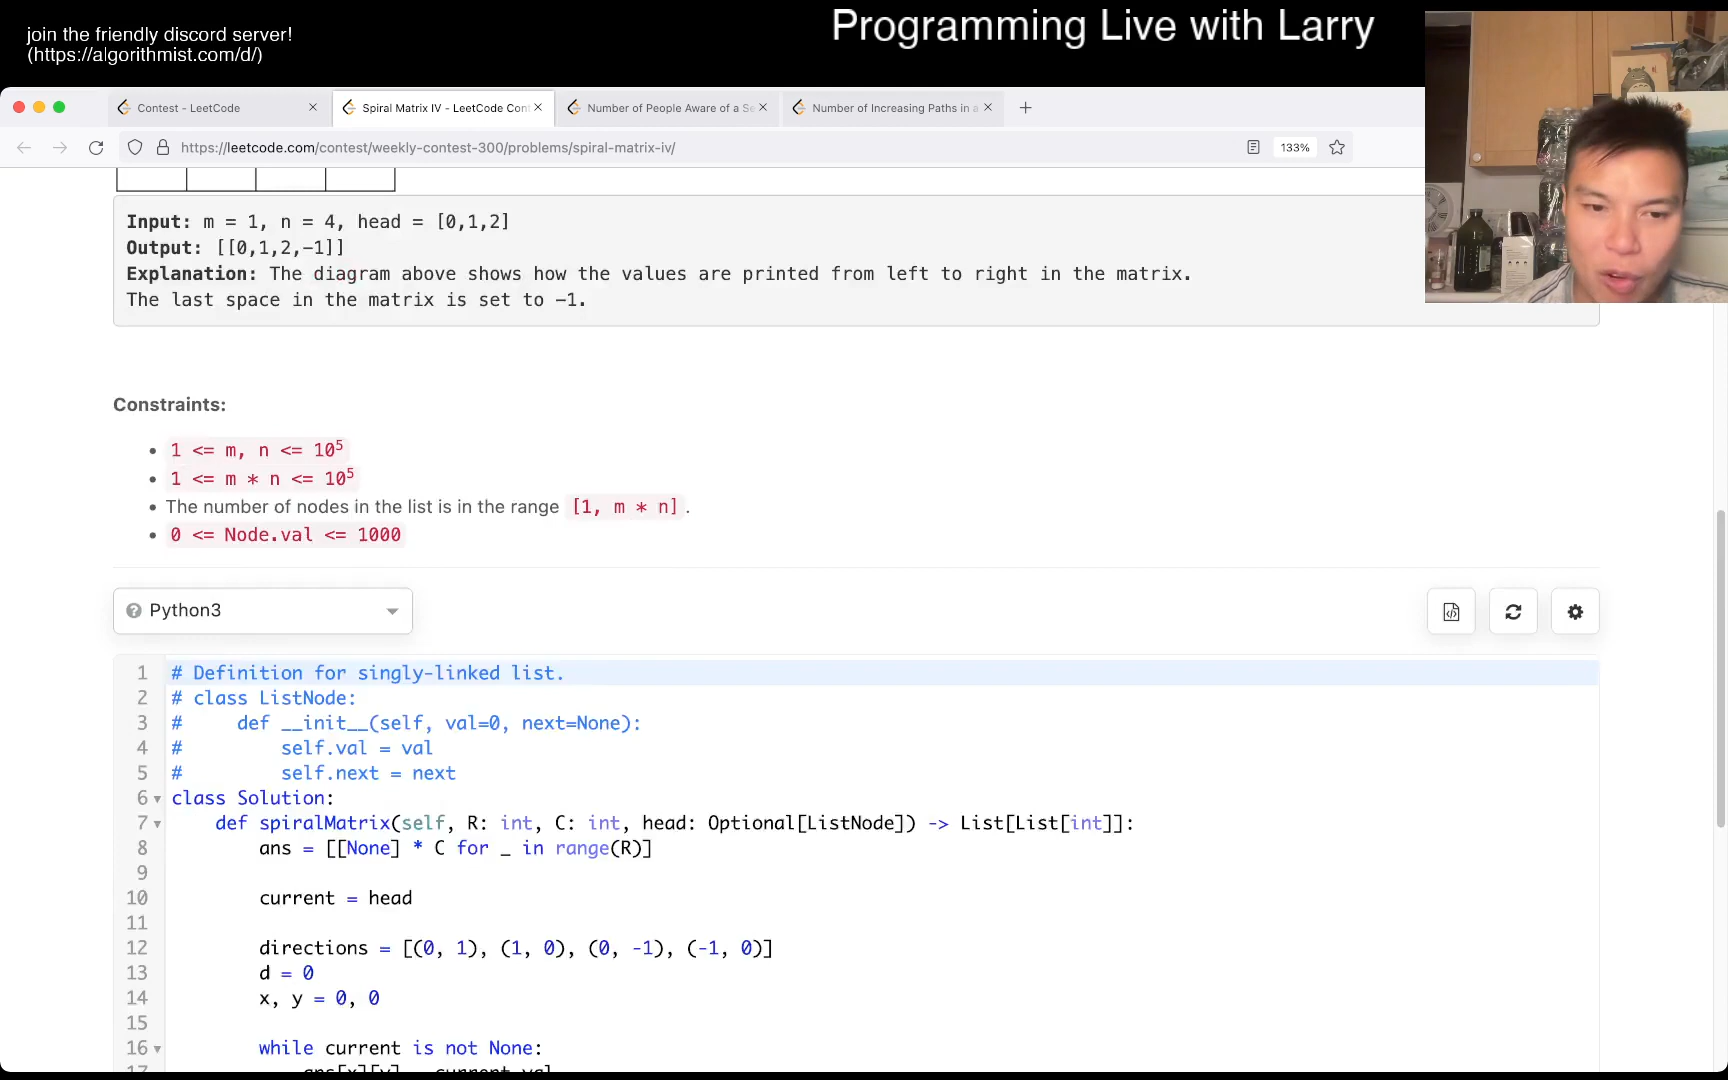 join the friendly discord server!
(https://algorithmist.com/d/)
Programming Live with Larry
Contest - LeetCode
Spiral Matrix IV - LeetCode Con
Number of People Aware of a Se
Number of Increasing Paths in a
https://leetcode.com/contest/weekly-contest-300/problems/spiral-matrix-iv/
133%
Input: m = 1, n = 4, head = [0,1,2]
Output: [[0,1,2,-1]]
Explanation: The diagram above shows how the values are printed from left to right in the matrix.
The last space in the matrix is set to -1.
Constraints:
1 <= m, n <= 10⁵
1 <= m * n <= 10⁵
The number of nodes in the list is in the range [1, m * n].
0 <= Node.val <= 1000
Python3
1 # Definition for singly-linked list.
2 # class ListNode:
3 #     def __init__(self, val=0, next=None):
4 #         self.val = val
5 #         self.next = next
6 class Solution:
7     def spiralMatrix(self, R: int, C: int, head: Optional[ListNode]) -> List[List[int]]:
8         ans = [[None] * C for _ in range(R)]
9
10         current = head
11
12         directions = [(0, 1), (1, 0), (0, -1), (-1, 0)]
13         d = 0
14         x, y = 0, 0
15
16         while current is not None:
17             ans[x][y] = current.val